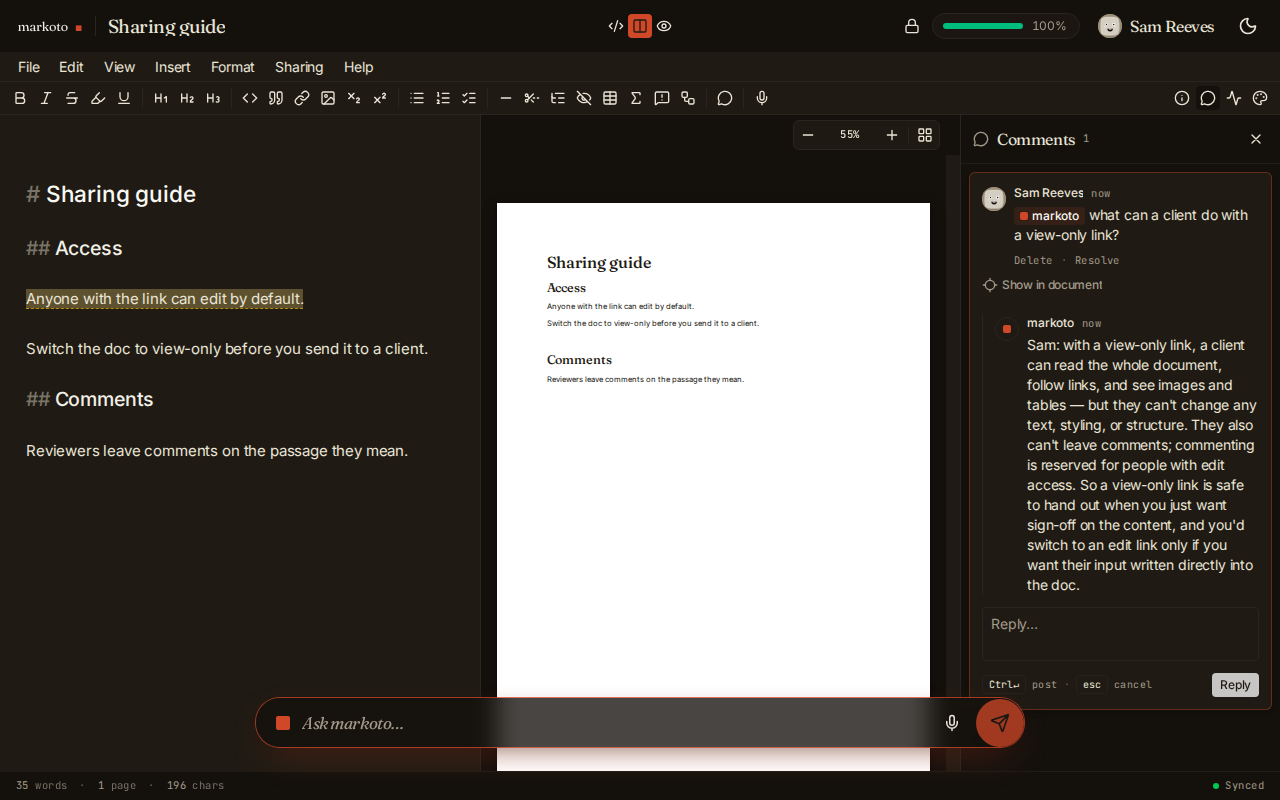 markoto
Sharing guide
100%
Sam Reeves
File Edit View Insert Format Sharing Help
H1 H2 H3
55%
Comments 1
# Sharing guide
## Access
Anyone with the link can edit by default.
Switch the doc to view-only before you send it to a client.
## Comments
Reviewers leave comments on the passage they mean.
Sharing guide
Access
Anyone with the link can edit by default.
Switch the doc to view-only before you send it to a client.
Comments
Reviewers leave comments on the passage they mean.
Sam Reeves now
markoto what can a client do with
a view-only link?
Delete · Resolve
Show in document
markoto now
Sam: with a view-only link, a client
can read the whole document,
follow links, and see images and
tables — but they can't change any
text, styling, or structure. They also
can't leave comments; commenting
is reserved for people with edit
access. So a view-only link is safe
to hand out when you just want
sign-off on the content, and you'd
switch to an edit link only if you
want their input written directly into
the doc.
Reply...
Ctrl↵ post · esc cancel
Reply
Ask markoto...
35 words · 1 page · 196 chars
Synced